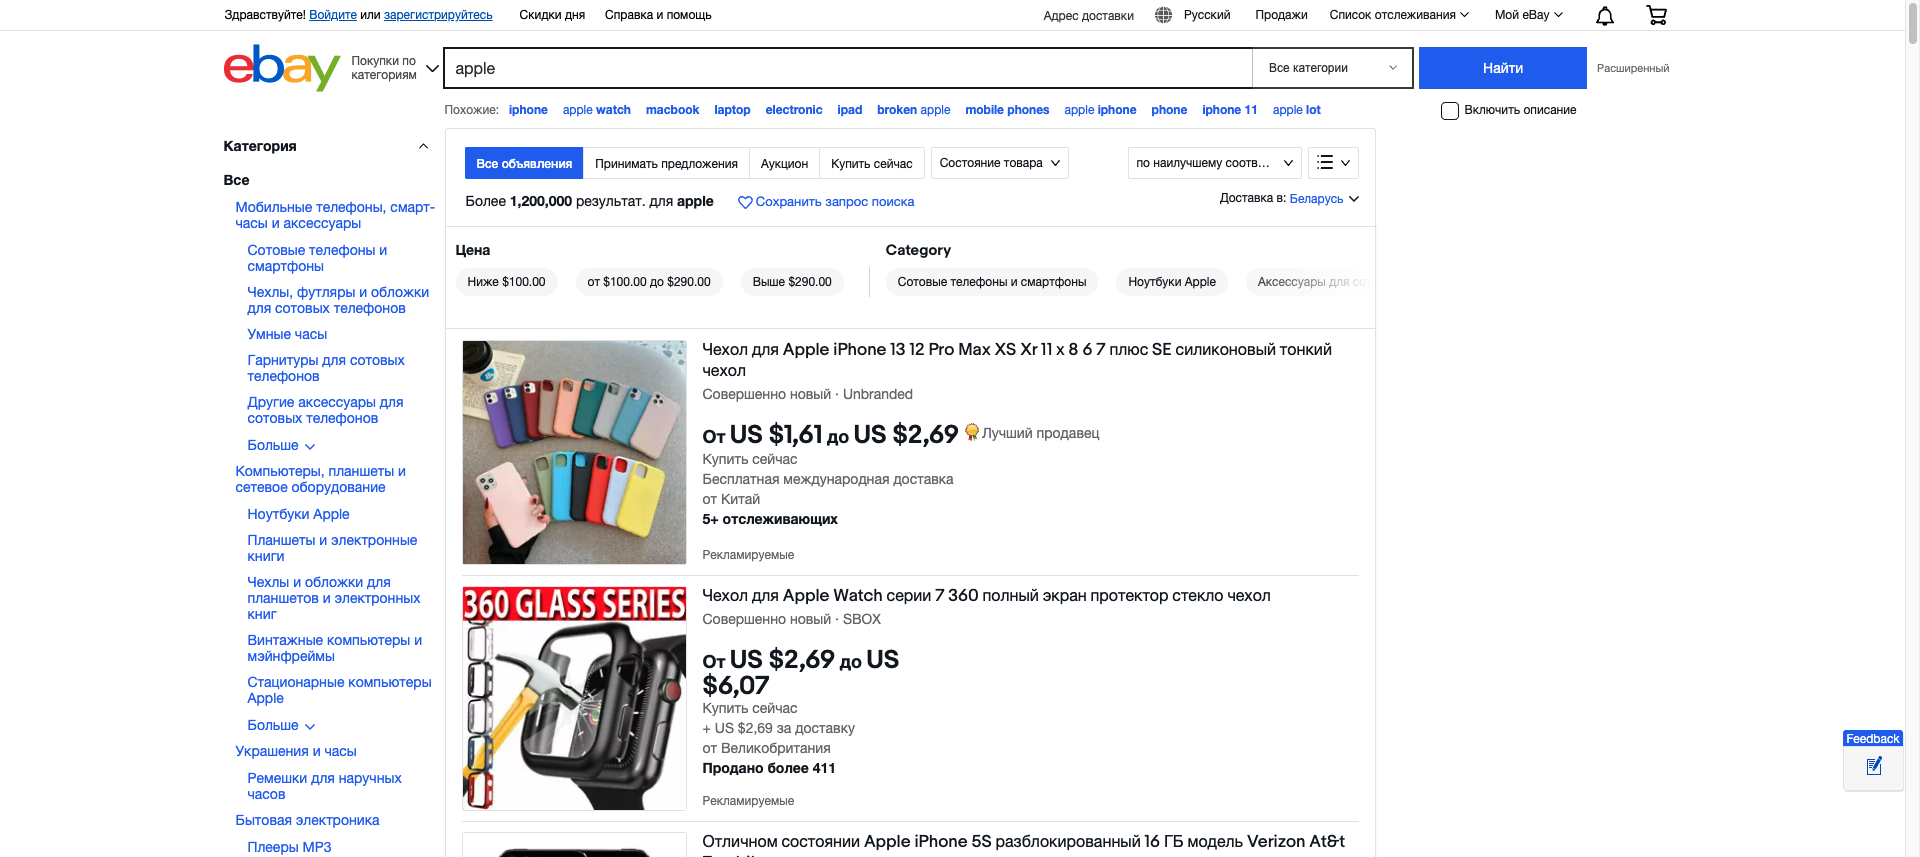 Здравствуйте! Войдите или зарегистрируйтесь
Скидки дня
Справка и помощь
Адрес доставки
Русский
Продажи
Список отслеживания
Мой eBay
ebay
Покупки по
категориям
apple
Все категории
Найти
Расширенный
Похожие: iphone apple watch macbook laptop electronic ipad broken apple mobile phones apple iphone phone iphone 11 apple lot
Включить описание
Категория
Все
Мобильные телефоны, смарт-
часы и аксессуары
Сотовые телефоны и
смартфоны
Чехлы, футляры и обложки
для сотовых телефонов
Умные часы
Гарнитуры для сотовых
телефонов
Другие аксессуары для
сотовых телефонов
Больше
Компьютеры, планшеты и
сетевое оборудование
Ноутбуки Apple
Планшеты и электронные
книги
Чехлы и обложки для
планшетов и электронных
книг
Винтажные компьютеры и
мэйнфреймы
Стационарные компьютеры
Apple
Больше
Украшения и часы
Ремешки для наручных
часов
Бытовая электроника
Плееры MP3
Все объявления
Принимать предложения
Аукцион
Купить сейчас
Состояние товара
по наилучшему соотв...
Более 1,200,000 результат. для apple
Сохранить запрос поиска
Доставка в: Беларусь
Цена
Ниже $100.00
от $100.00 до $290.00
Выше $290.00
Category
Сотовые телефоны и смартфоны
Ноутбуки Apple
Аксессуары для сот
Чехол для Apple iPhone 13 12 Pro Max XS Xr 11 x 8 6 7 плюс SE силиконовый тонкий
чехол
Совершенно новый · Unbranded
От US $1,61 до US $2,69
Лучший продавец
Купить сейчас
Бесплатная международная доставка
от Китай
5+ отслеживающих
Рекламируемые
360 GLASS SERIES
Чехол для Apple Watch серии 7 360 полный экран протектор стекло чехол
Совершенно новый · SBOX
От US $2,69 до US
$6,07
Купить сейчас
+ US $2,69 за доставку
от Великобритания
Продано более 411
Рекламируемые
Отличном состоянии Apple iPhone 5S разблокированный 16 ГБ модель Verizon At&t
Feedback